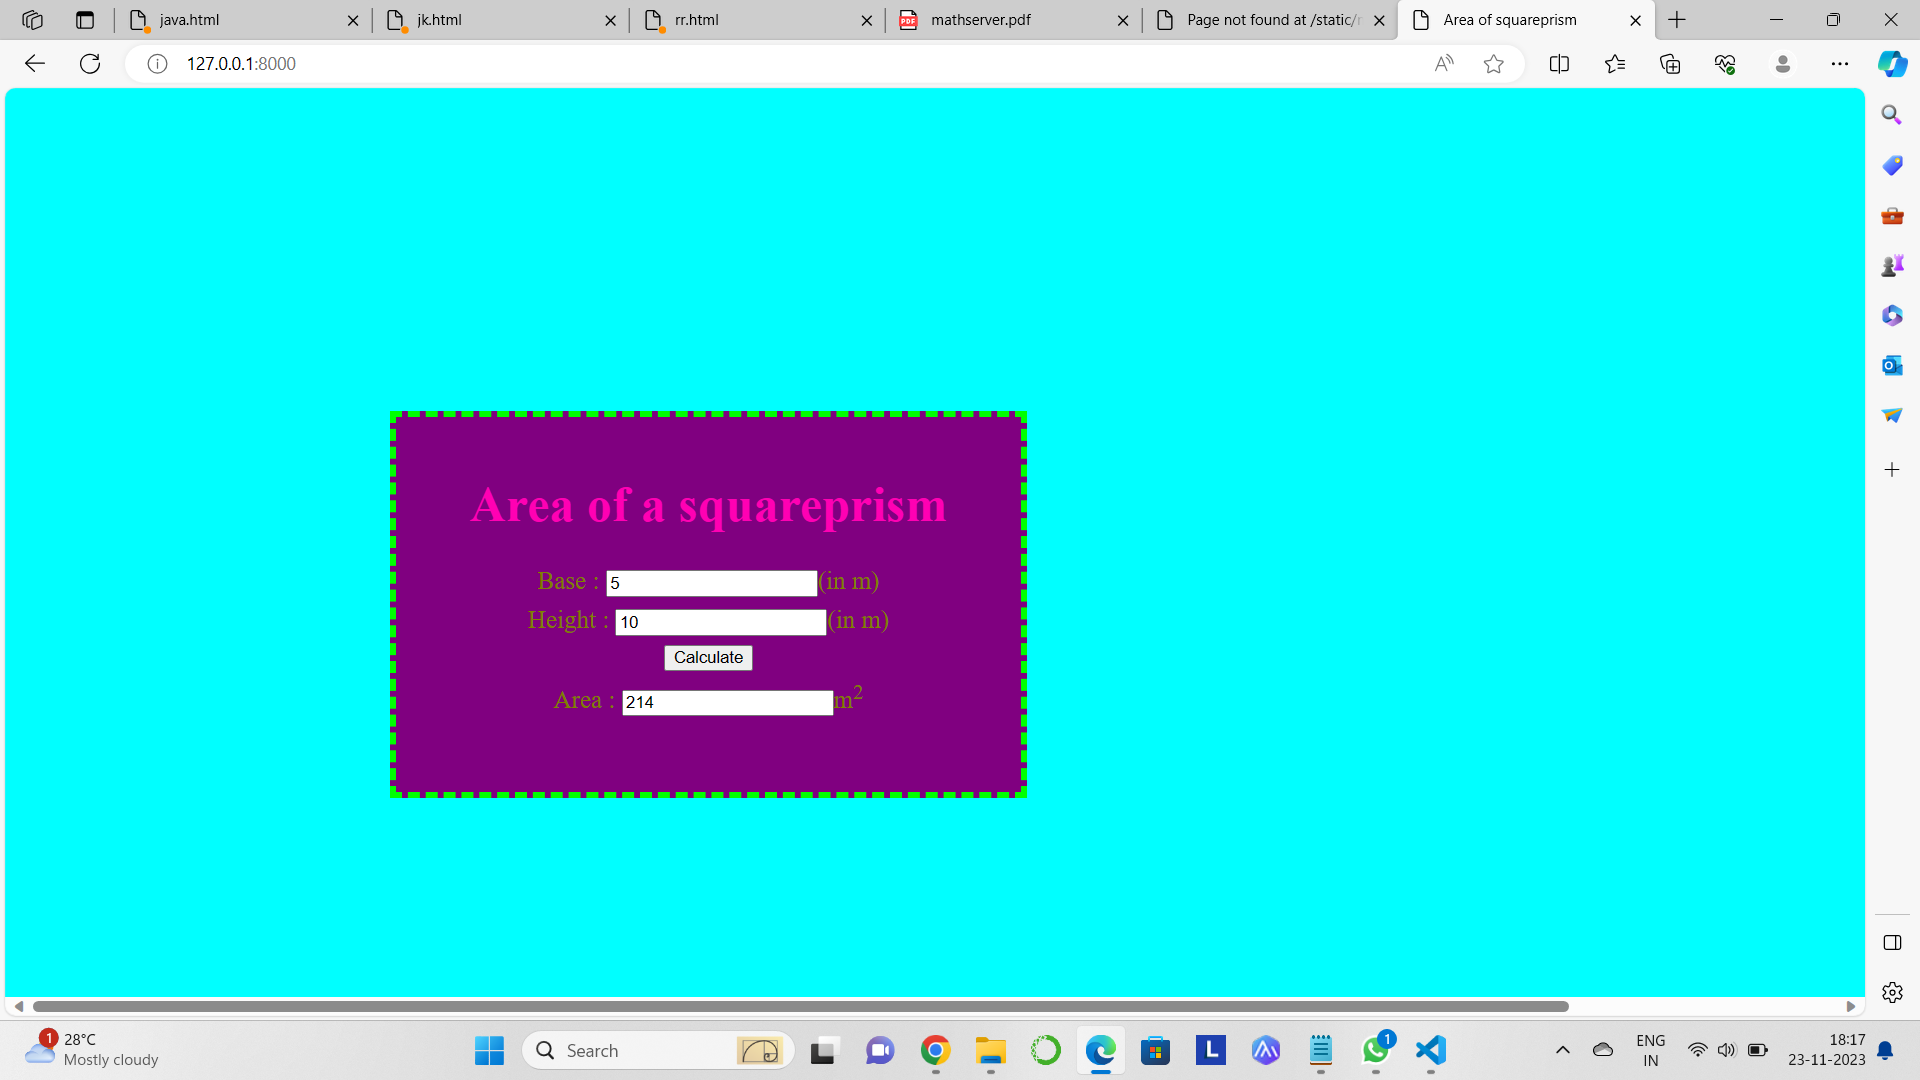 java.html
jk.html
rr.html
mathserver.pdf
Page not found at /static/
Area of squareprism
127.0.0.1:8000
Area of a squareprism
Base : 5 (in m)
Height : 10 (in m)
Calculate
Area : 214 m²
1
28°C
Mostly cloudy
Search
L
1
ENG
IN
18:17
23-11-2023